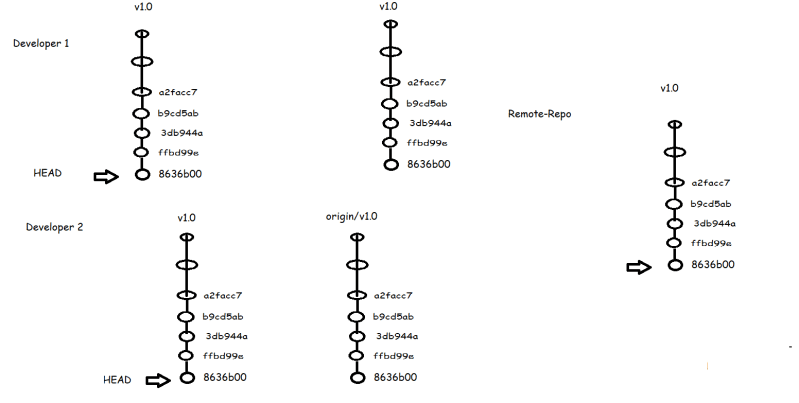 v1.0
v1.0
Developer 1
a2facc7
b9cd5ab
3db944a
ffbd99e
HEAD
8636b00
a2facc7
b9cd5ab
3db944a
ffbd99e
8636b00
Remote-Repo
v1.0
a2facc7
b9cd5ab
3db944a
ffbd99e
8636b00
Developer 2
v1.0
a2facc7
b9cd5ab
3db944a
ffbd99e
HEAD
8636b00
origin/v1.0
a2facc7
b9cd5ab
3db944a
ffbd99e
8636b00